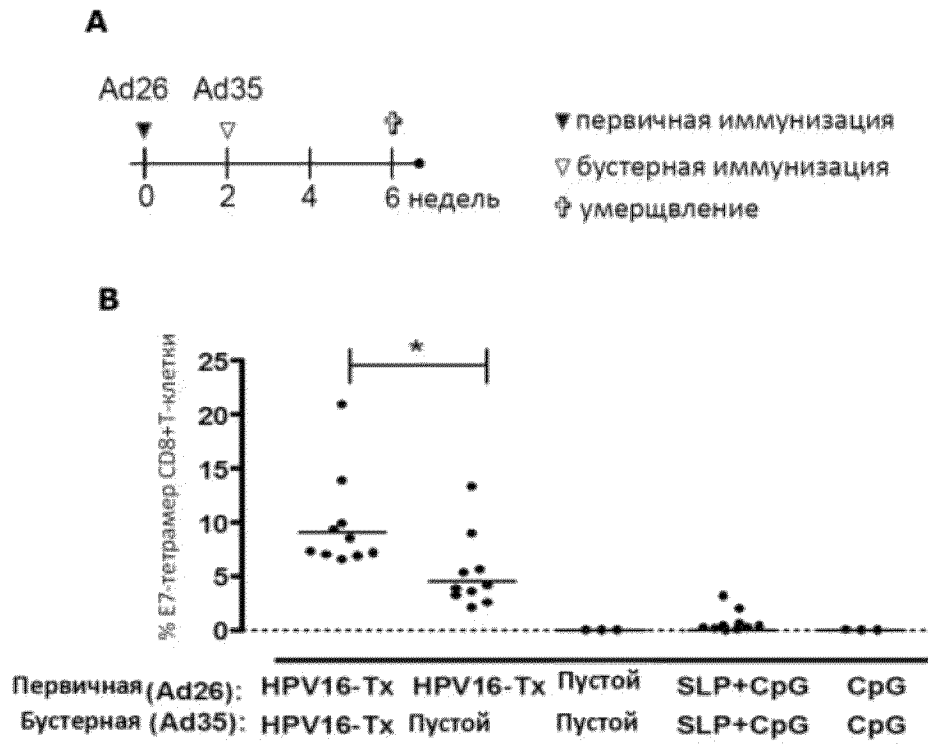 A
Ad26 Ad35
▼ первичная иммунизация
▽ бустерная иммунизация
✞ умерщвление
0 2 4 6 недель
B
% E7-тетрамер CD8+T-клетки
25
20
15
10
5
0
*
Первичная (Ad26): HPV16-Tx HPV16-Tx Пустой SLP+CpG CpG
Бустерная (Ad35): HPV16-Tx Пустой Пустой SLP+CpG CpG